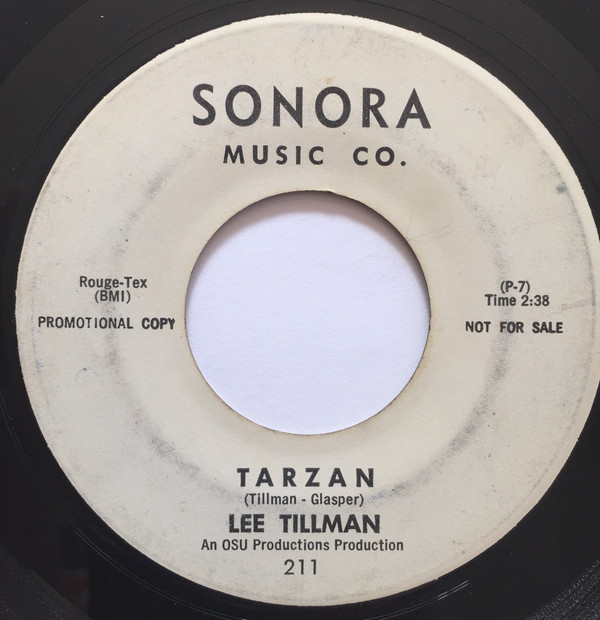 SONORA
MUSIC CO.
Rouge-Tex
(BMI)
PROMOTIONAL COPY
(P-7)
Time 2:38
NOT FOR SALE
TARZAN
(Tillman - Glasper)
LEE TILLMAN
An OSU Productions Production
211